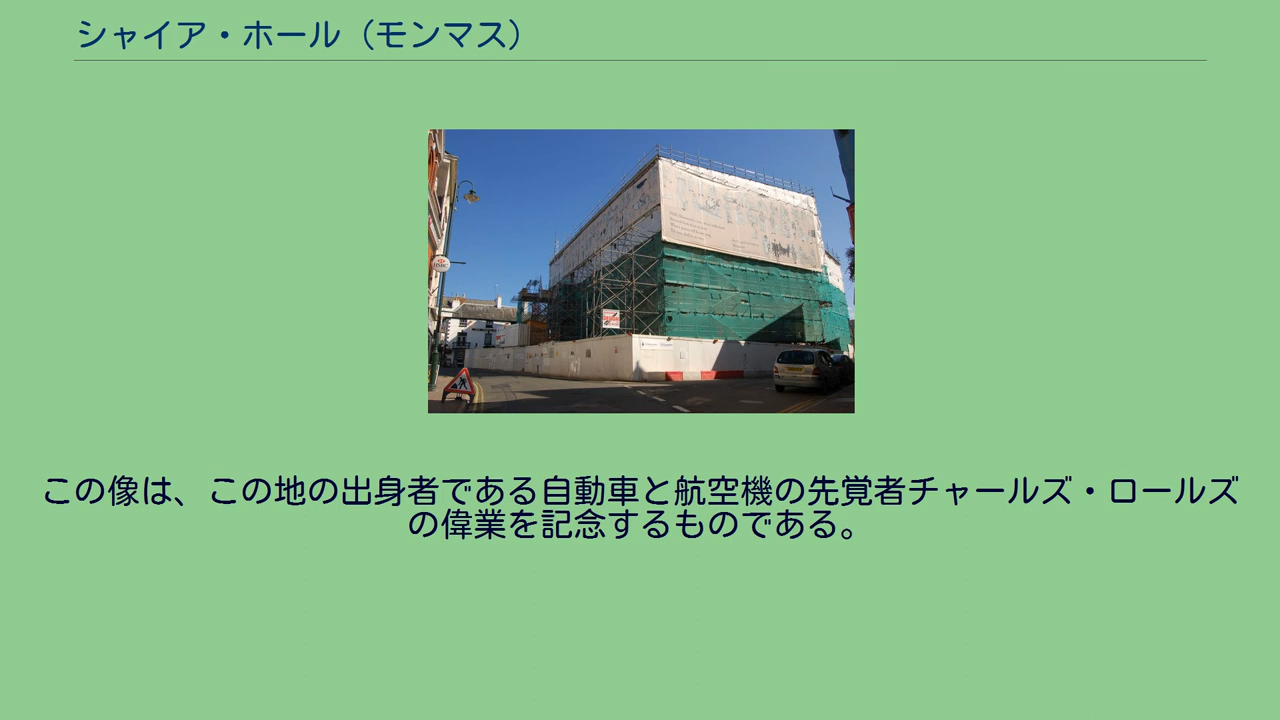 シャイア・ホール（モンマス）
HSBC
この像は、この地の出身者である自動車と航空機の先覚者チャールズ・ロールズ
の偉業を記念するものである。